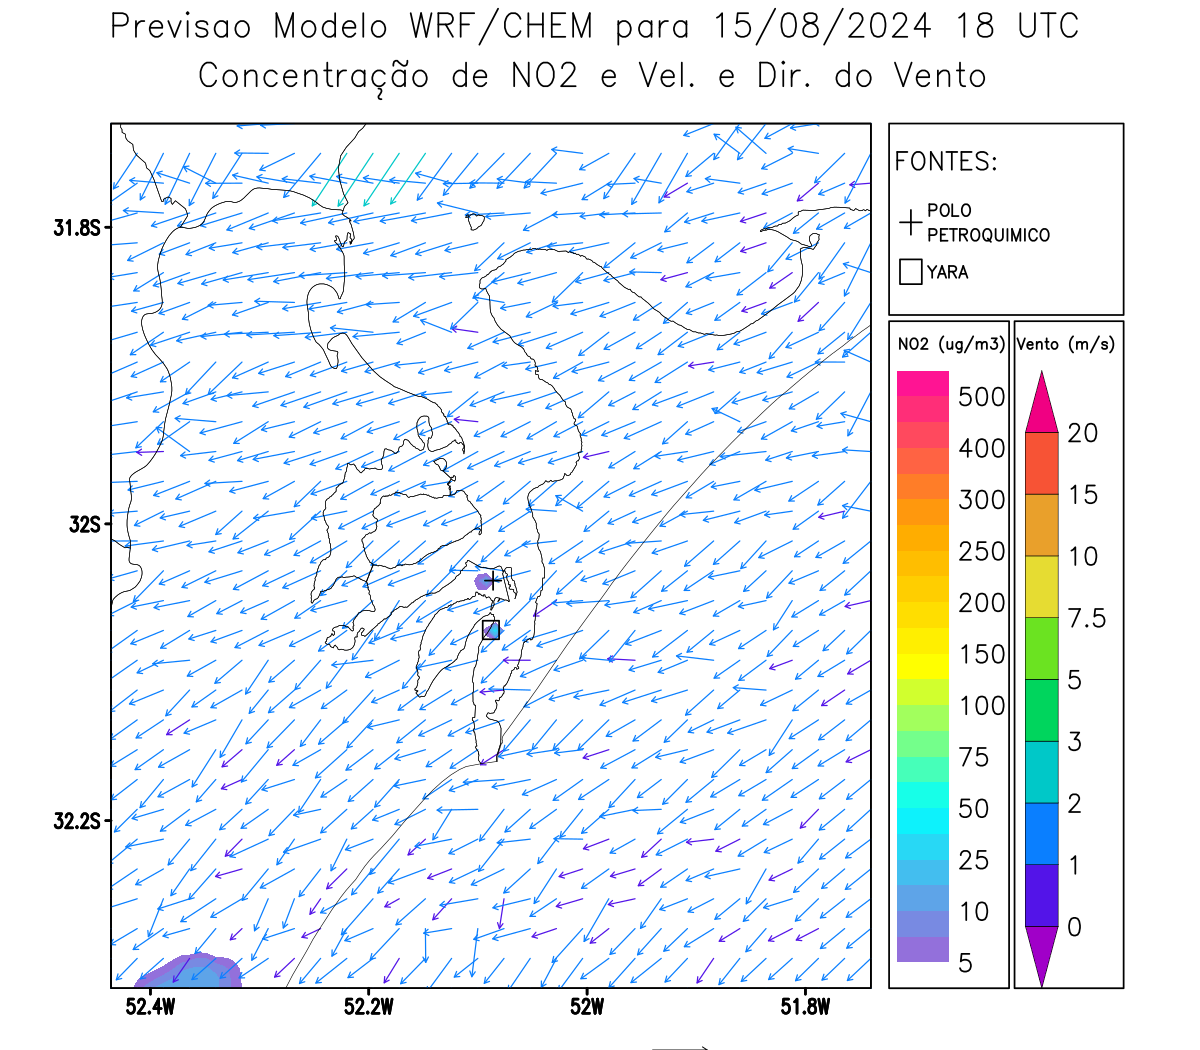 Previsao Modelo WRF/CHEM para 15/08/2024 18 UTC
Concentração de NO2 e Vel. e Dir. do Vento
FONTES:
POLO
PETROQUIMICO
YARA
NO2 (ug/m3)
500
400
300
250
200
150
100
75
50
25
10
5
Vento (m/s)
20
15
10
7.5
5
3
2
1
0
31.8S
32S
32.2S
52.4W
52.2W
52W
51.8W